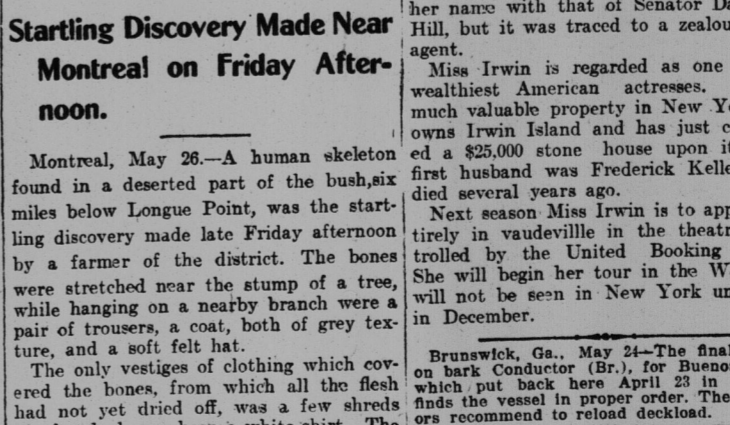 Startling Discovery Made Near
Montreal on Friday After-
noon.
Montreal, May 26.—A human skeleton
found in a deserted part of the bush,six
miles below Longue Point, was the start-
ling discovery made late Friday afternoon
by a farmer of the district. The bones
were stretched near the stump of a tree,
while hanging on a nearby branch were a
pair of trousers, a coat, both of grey tex-
ture, and a soft felt hat.
The only vestiges of clothing which cov-
ered the bones, from which all the flesh
had not yet dried off, was a few shreds
her name with that of Senator
Hill, but it was traced to a
agent.
Miss Irwin is regarded as one
wealthiest American actresses.
much valuable property in New
owns Irwin Island and has just
ed a $25,000 stone house upon
first husband was Frederick
died several years ago.
Next season Miss Irwin is to
tirely in vaudevillle in the
trolled by the United Booking
She will begin her tour in the
will not be seen in New York
in December.
Brunswick, Ga., May 24—The
on bark Conductor (Br.), for
which put back here April 23 in
finds the vessel in proper order.
ors recommend to reload deckload.